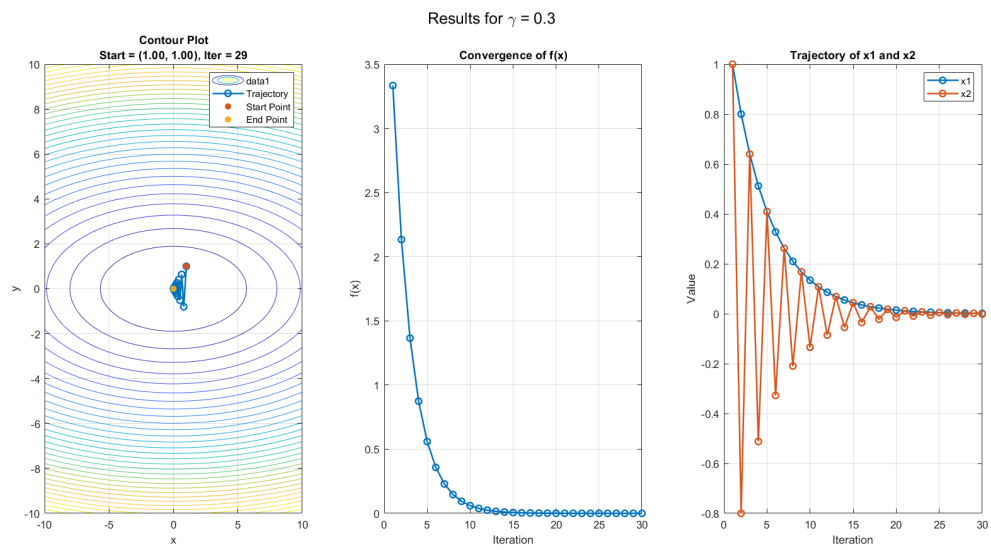 Results for γ = 0.3
Contour Plot
Start = (1.00, 1.00), Iter = 29
10
8
6
4
2
0
-2
-4
-6
-8
-10
-10
-5
0
5
10
x
y
data1
Trajectory
Start Point
End Point
Convergence of f(x)
3.5
3
2.5
2
1.5
1
0.5
0
0
5
10
15
20
25
30
Iteration
f(x)
Trajectory of x1 and x2
1
0.8
0.6
0.4
0.2
0
-0.2
-0.4
-0.6
-0.8
0
5
10
15
20
25
30
Iteration
Value
x1
x2